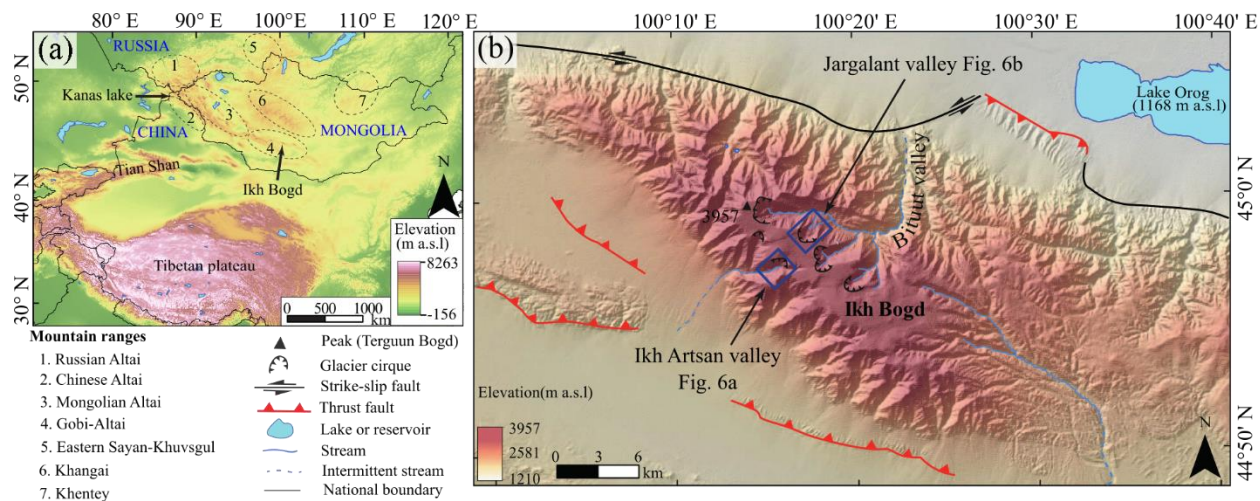 80° E 90° E 100° E 110° E 120° E
(a)
RUSSIA
5
1
50° N
Kanas lake
6
7
2
3
CHINA
MONGOLIA
4
Tian Shan
Ikh Bogd
N
40° N
Elevation
(m a.s.l)
8263
-156
Tibetan plateau
30° N
0 500 1000
km
Mountain ranges
1. Russian Altai
2. Chinese Altai
3. Mongolian Altai
4. Gobi-Altai
5. Eastern Sayan-Khuvsgul
6. Khangai
7. Khentey
Peak (Terguun Bogd)
Glacier cirque
Strike-slip fault
Thrust fault
Lake or reservoir
Stream
Intermittent stream
National boundary
100°10' E 100°20' E 100°30' E 100°40' E
(b)
Jargalant valley Fig. 6b
Lake Orog
(1168 m a.s.l)
Bituut valley
45°0' N
3957
Ikh Bogd
Ikh Artsan valley
Fig. 6a
Elevation(m a.s.l)
3957
2581
1210
0 3 6
km
N
44°50' N